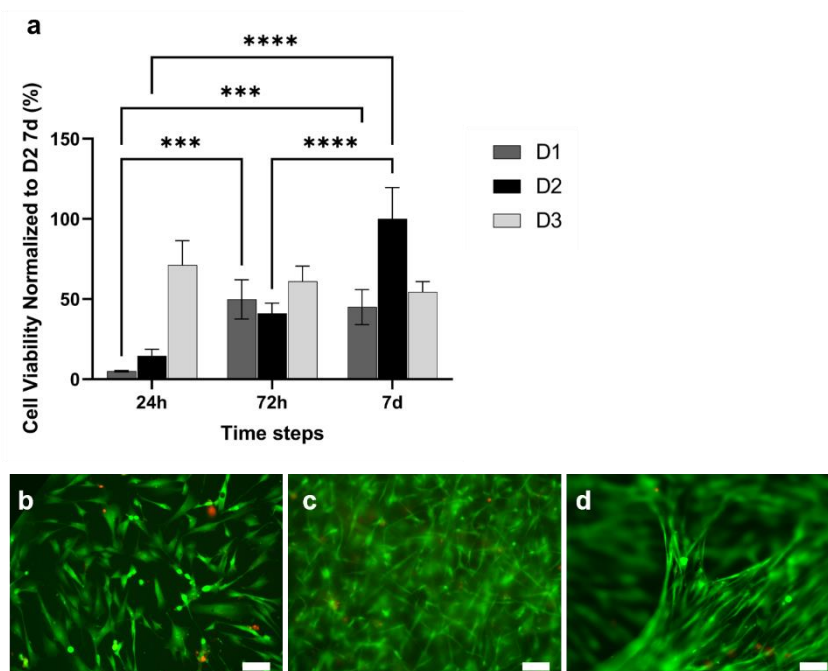 a
****
***
*** ****
Cell Viability Normalized to D2 7d (%)
150
100
50
0
24h 72h 7d
Time steps
D1
D2
D3
b c d